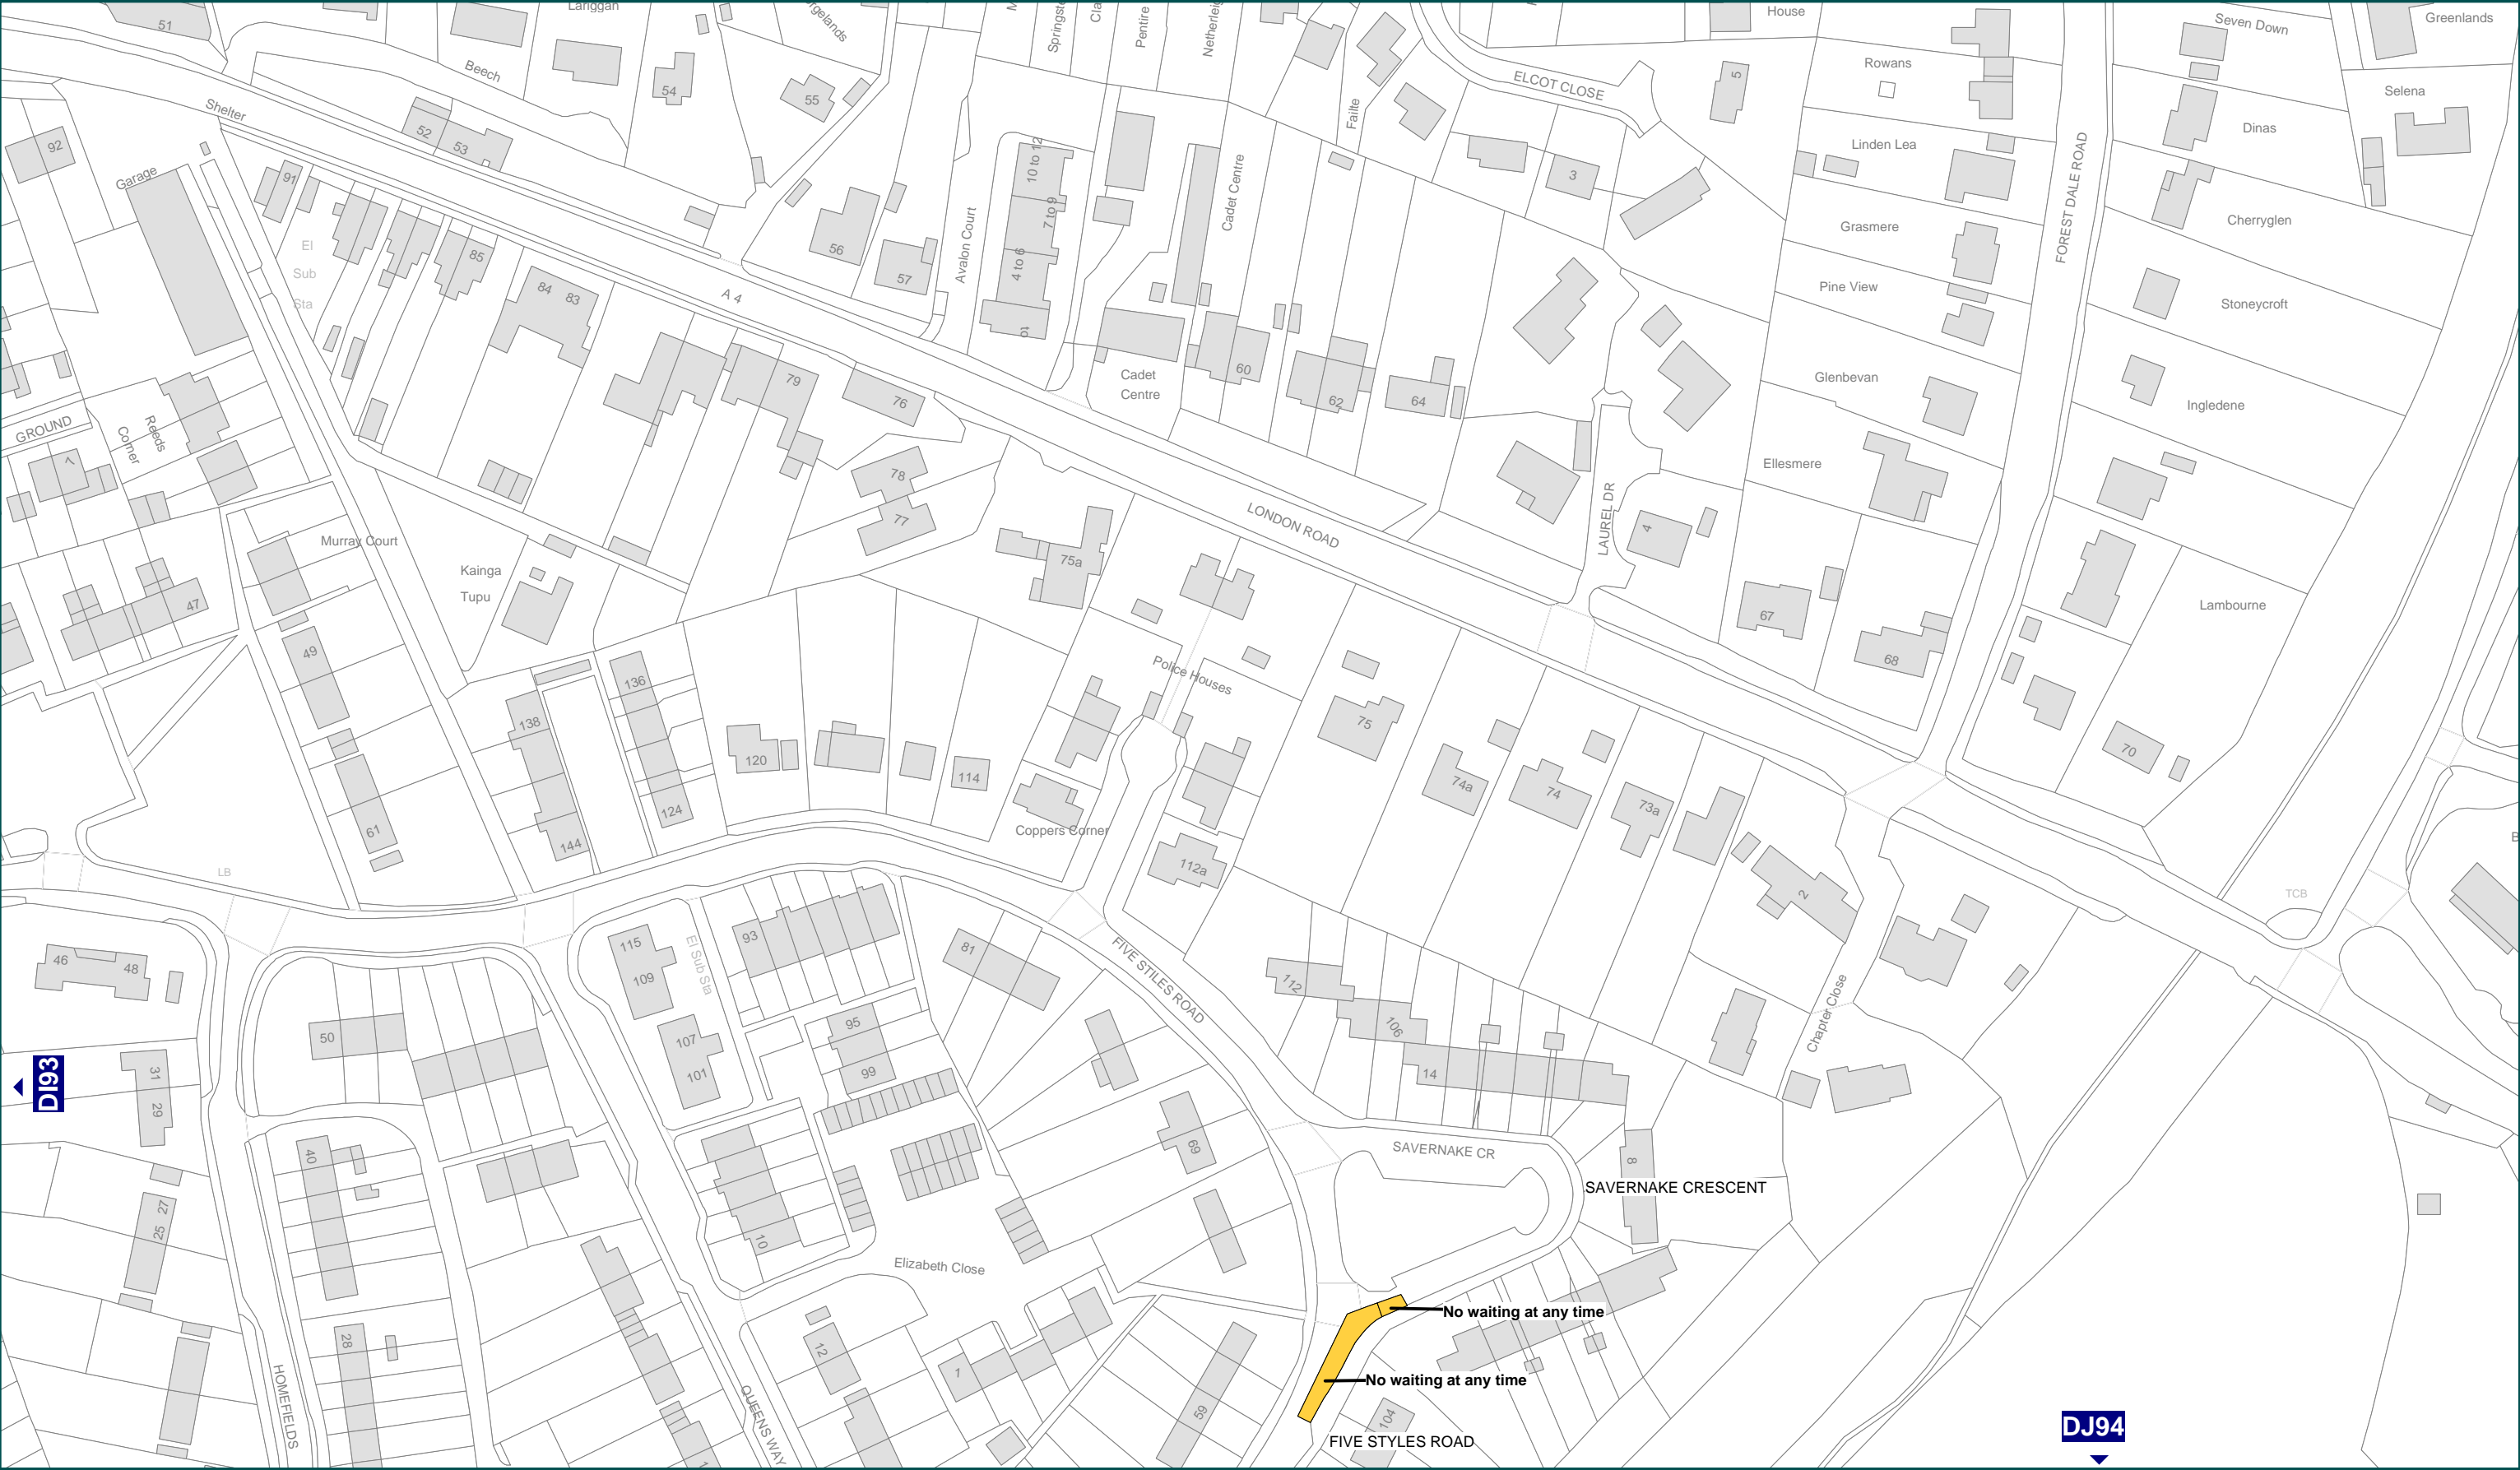 51
Lariggan
House
Seven Down
Greenlands
Beech
54
55
Springste
Pentire
Netherleig
Failte
ELCOT CLOSE
5
Rowans
Selena
Shelter
52
53
92
Garage
91
Linden Lea
Dinas
3
10 to 12
7 to 9
4 to 6
Avalon Court
Cadet Centre
FOREST DALE ROAD
Grasmere
Cherryglen
El
Sub
Sta
85
84
83
56
57
A 4
Pine View
Stoneycroft
79
76
Cadet
Centre
60
62
64
Glenbevan
Ingledene
GROUND
Reeds
Corner
7
78
77
Ellesmere
LONDON ROAD
LAUREL DR
4
Murray Court
Kainga
Tupu
75a
47
49
67
68
Lambourne
Police Houses
136
138
120
114
75
74a
74
73a
70
124
144
61
Coppers Corner
112a
2
LB
TCB
46
48
115
109
El Sub Sta
93
81
FIVE STILES ROAD
112
106
14
Chapter Close
50
107
101
95
99
DI93
31
29
40
69
SAVERNAKE CR
8
SAVERNAKE CRESCENT
27
25
10
Elizabeth Close
No waiting at any time
28
12
1
59
No waiting at any time
104
HOMEFIELDS
QUEENS WAY
FIVE STYLES ROAD
DJ94